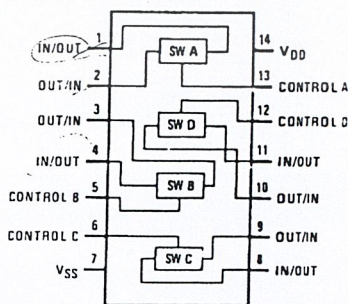 IN/OUT 1
OUT/IN 2
OUT/IN 3
IN/OUT 4
CONTROL B 5
CONTROL C 6
VSS 7
SW A
SW D
SW B
SW C
14 VDD
13 CONTROL A
12 CONTROL D
11 IN/OUT
10 OUT/IN
9 OUT/IN
8 IN/OUT